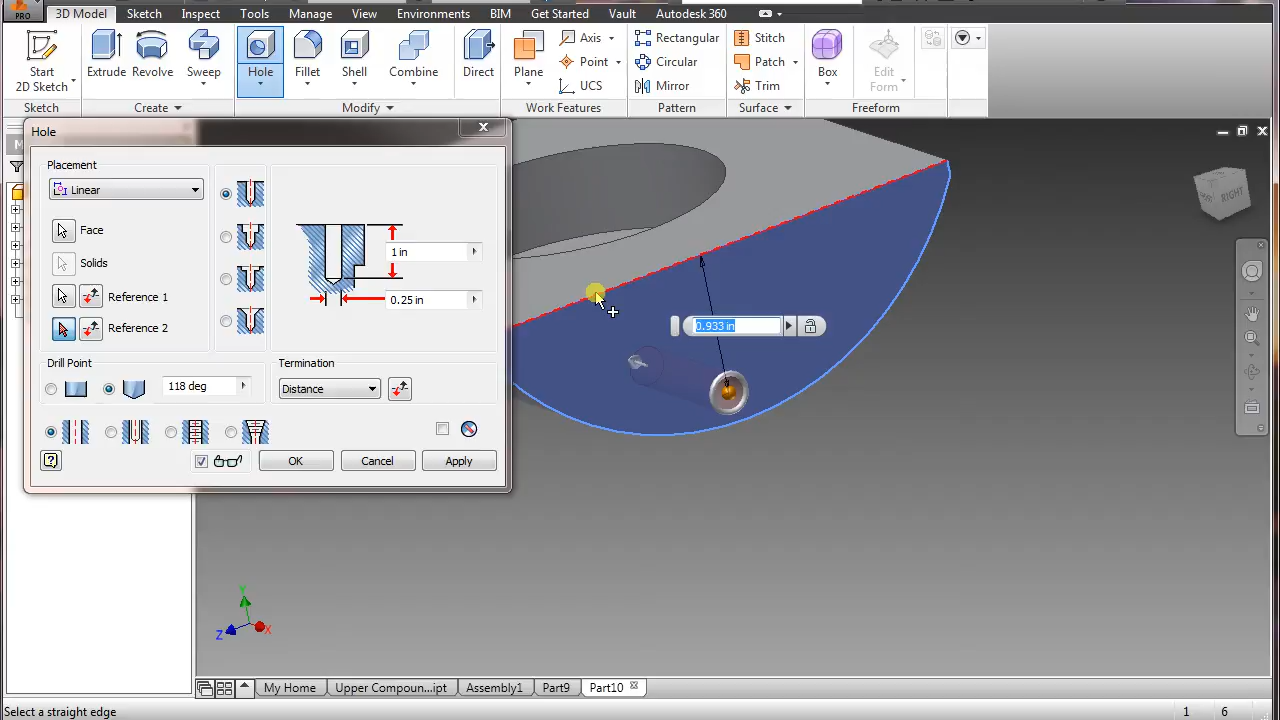 PRO
3D Model Sketch Inspect Tools Manage View Environments BIM Get Started Vault Autodesk 360
Start
2D Sketch
Extrude Revolve Sweep
Hole Fillet Shell Combine Direct
Plane Axis Point UCS
Rectangular Circular Mirror
Stitch Patch Trim
Box Edit
Form
Sketch Create Modify Work Features Pattern Surface Freeform
Hole
Placement
Linear
Face
Solids
Reference 1
Reference 2
1 in
0.25 in
Drill Point
118 deg
Termination
Distance
OK Cancel Apply
0.933 in
RIGHT
Y
Z
X
My Home Upper Compoun...ipt Assembly1 Part9 Part10
Select a straight edge 1 6